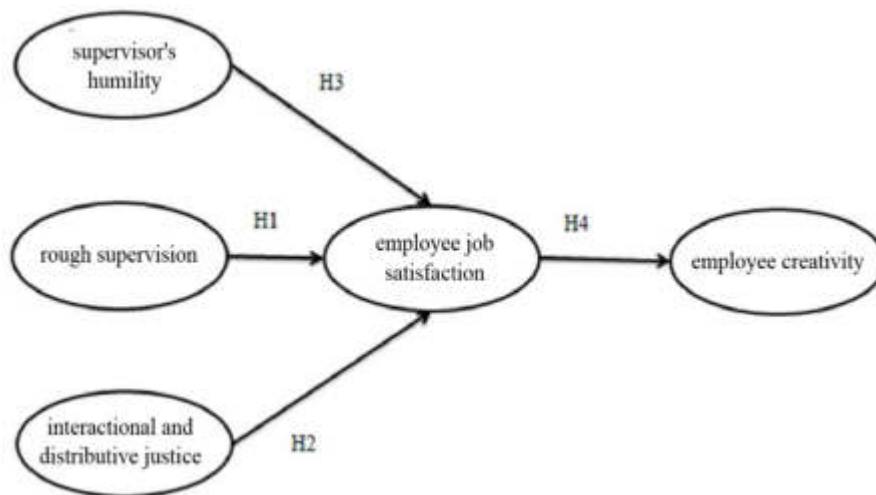 supervisor's
humility
H3
rough supervision
H1
employee job
satisfaction
H4
employee creativity
interactional and
distributive justice
H2